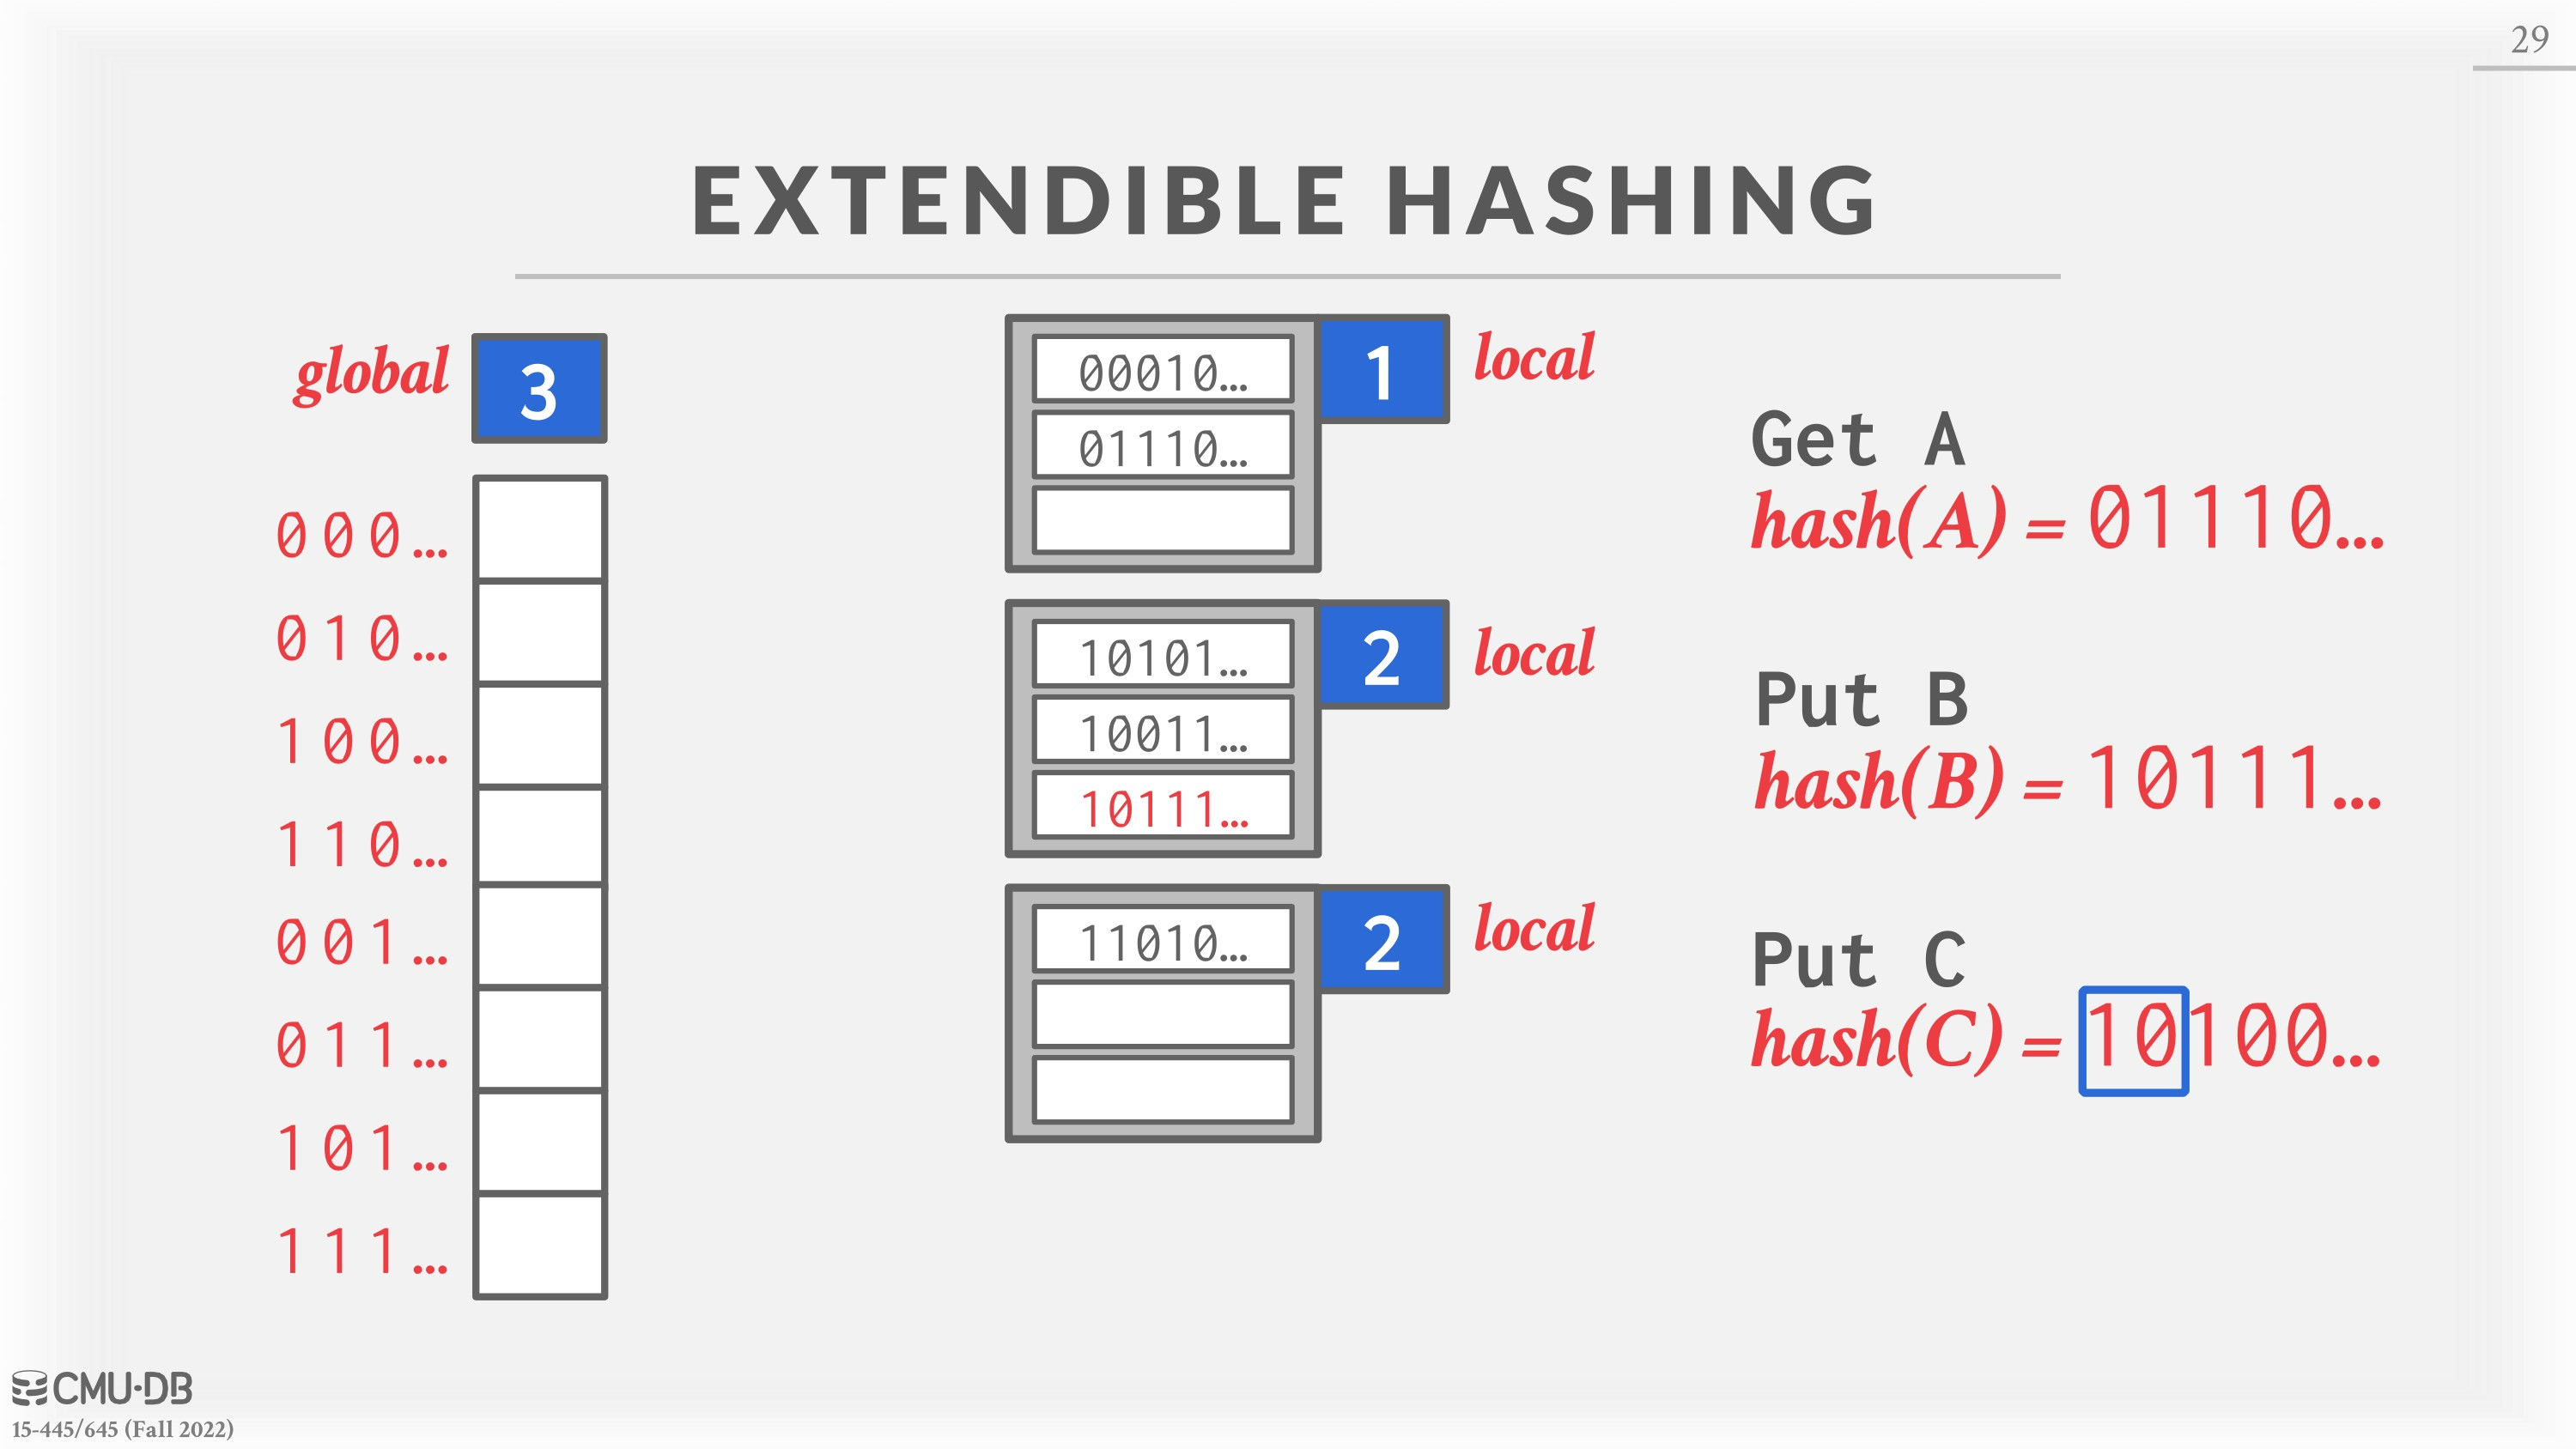 29
EXTENDIBLE HASHING
global 3
000…
010…
100…
110…
001…
011…
101…
111…
00010…
01110…
1 local
10101…
10011…
10111…
2 local
11010…
2 local
Get A
hash(A) = 01110…
Put B
hash(B) = 10111…
Put C
hash(C) = 10100…
CMU·DB
15-445/645 (Fall 2022)